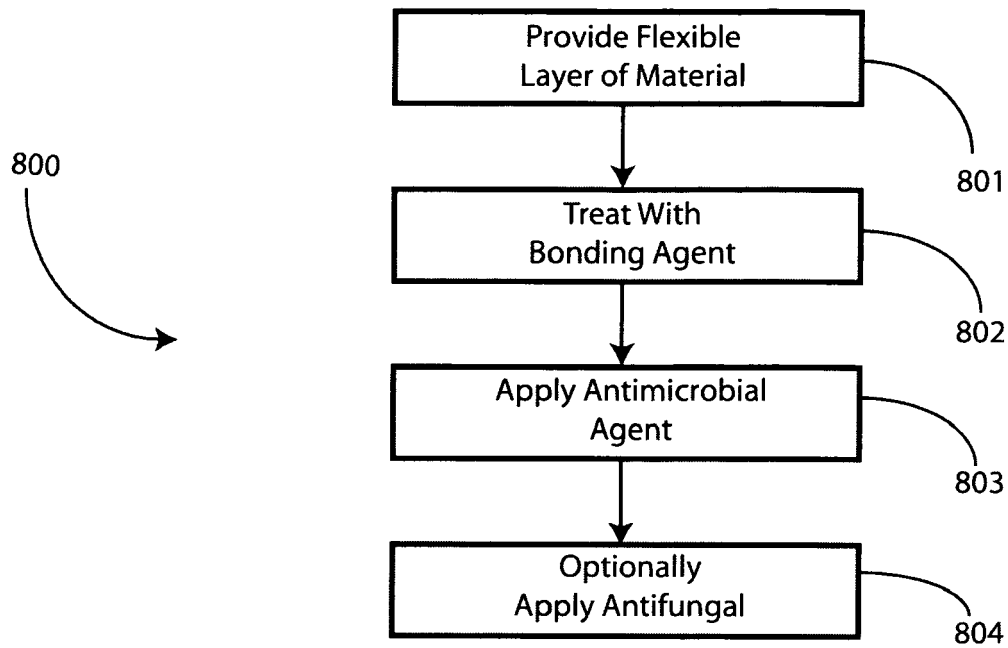 Provide Flexible
Layer of Material
800
801
Treat With
Bonding Agent
802
Apply Antimicrobial
Agent
803
Optionally
Apply Antifungal
804